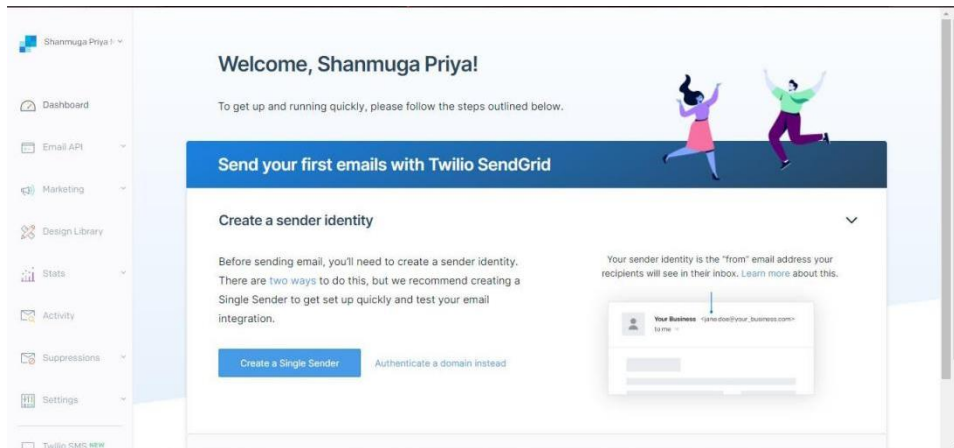 Shanmuga Priya
Dashboard
Email API
Marketing
Design Library
Stats
Activity
Suppressions
Settings
Twilio SMS NEW
Welcome, Shanmuga Priya!
To get up and running quickly, please follow the steps outlined below.
Send your first emails with Twilio SendGrid
Create a sender identity
Before sending email, you'll need to create a sender identity.
There are two ways to do this, but we recommend creating a
Single Sender to get set up quickly and test your email
integration.
Create a Single Sender
Authenticate a domain instead
Your sender identity is the "from" email address your
recipients will see in their inbox. Learn more about this.
Your Business <jane.doe@your_business.com>
to me